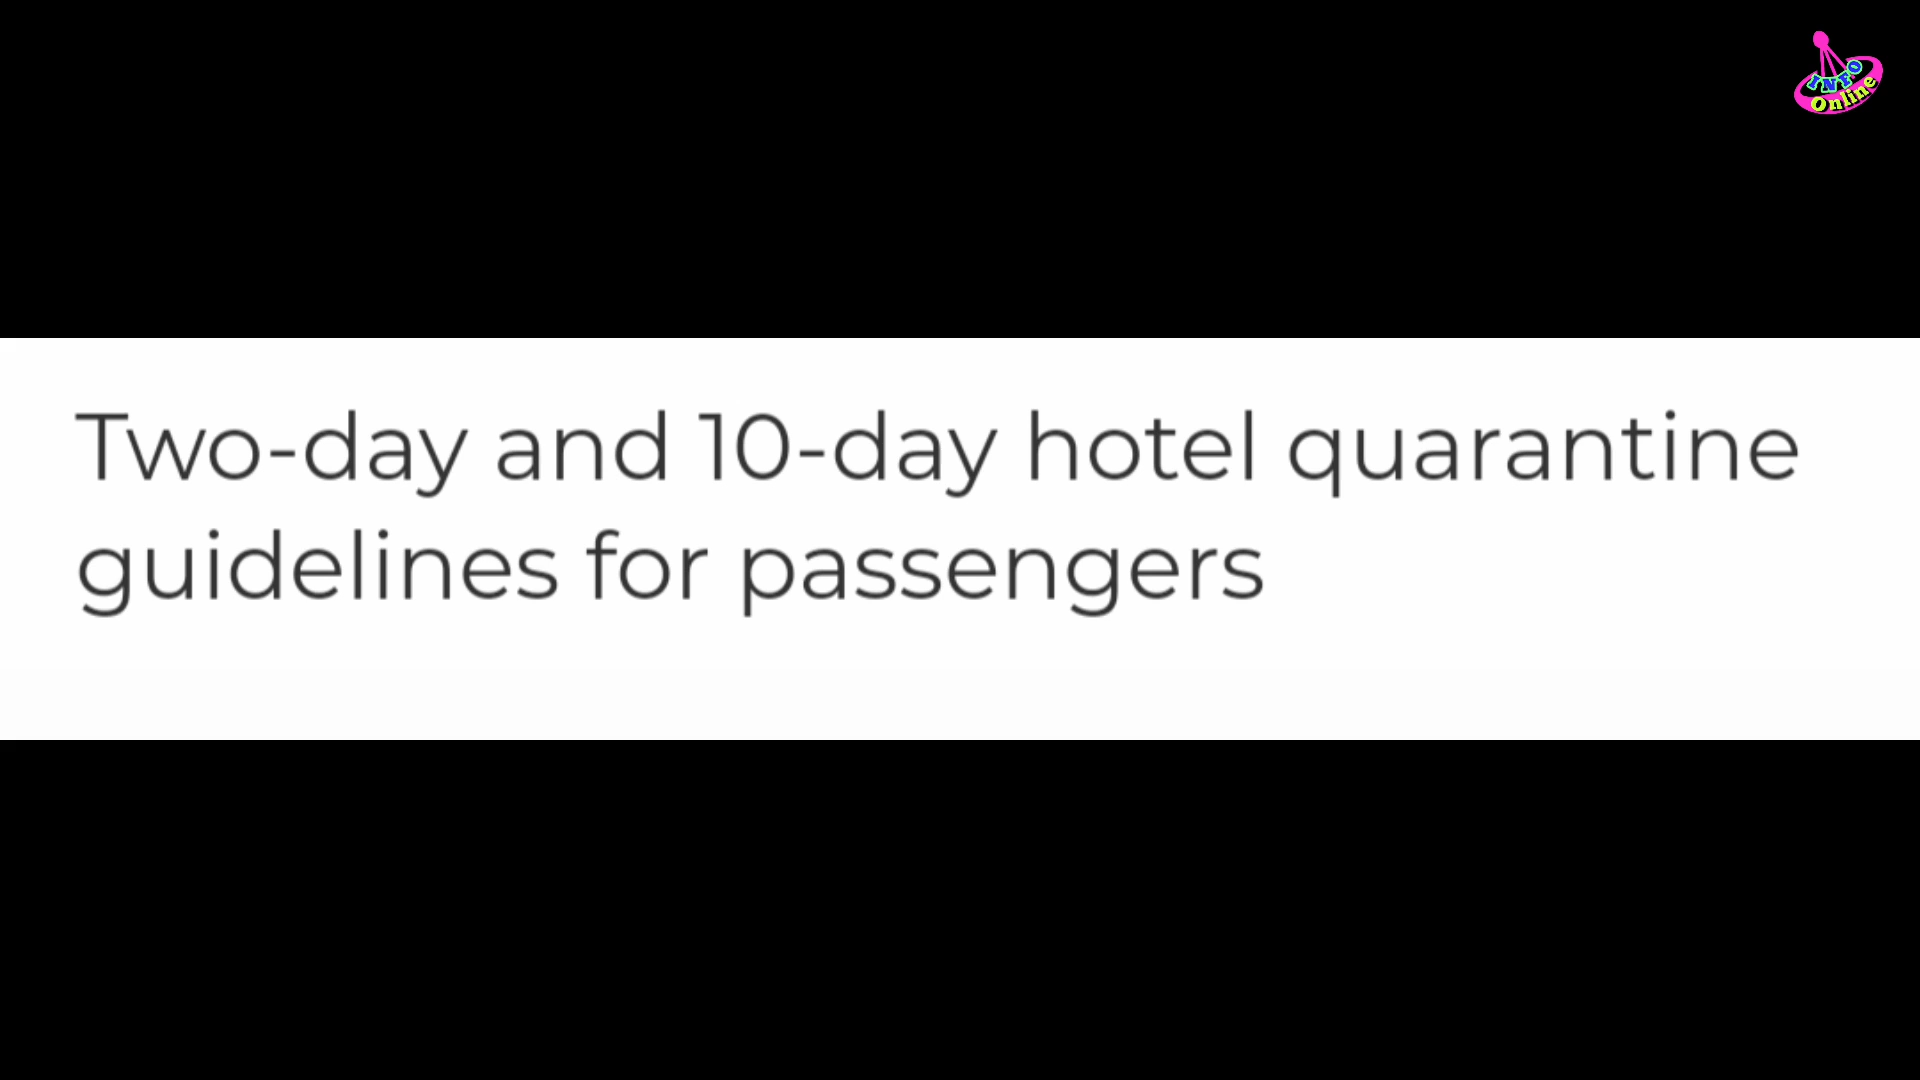 INFO
Online
Two-day and 10-day hotel quarantine
guidelines for passengers